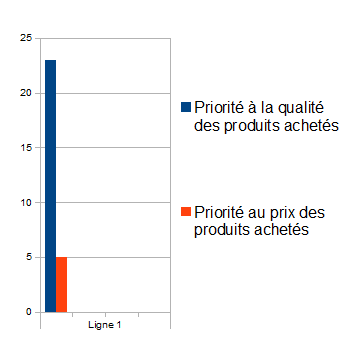 25
20
15
10
5
0
Ligne 1
Priorité à la qualité
des produits achetés
Priorité au prix des
produits achetés